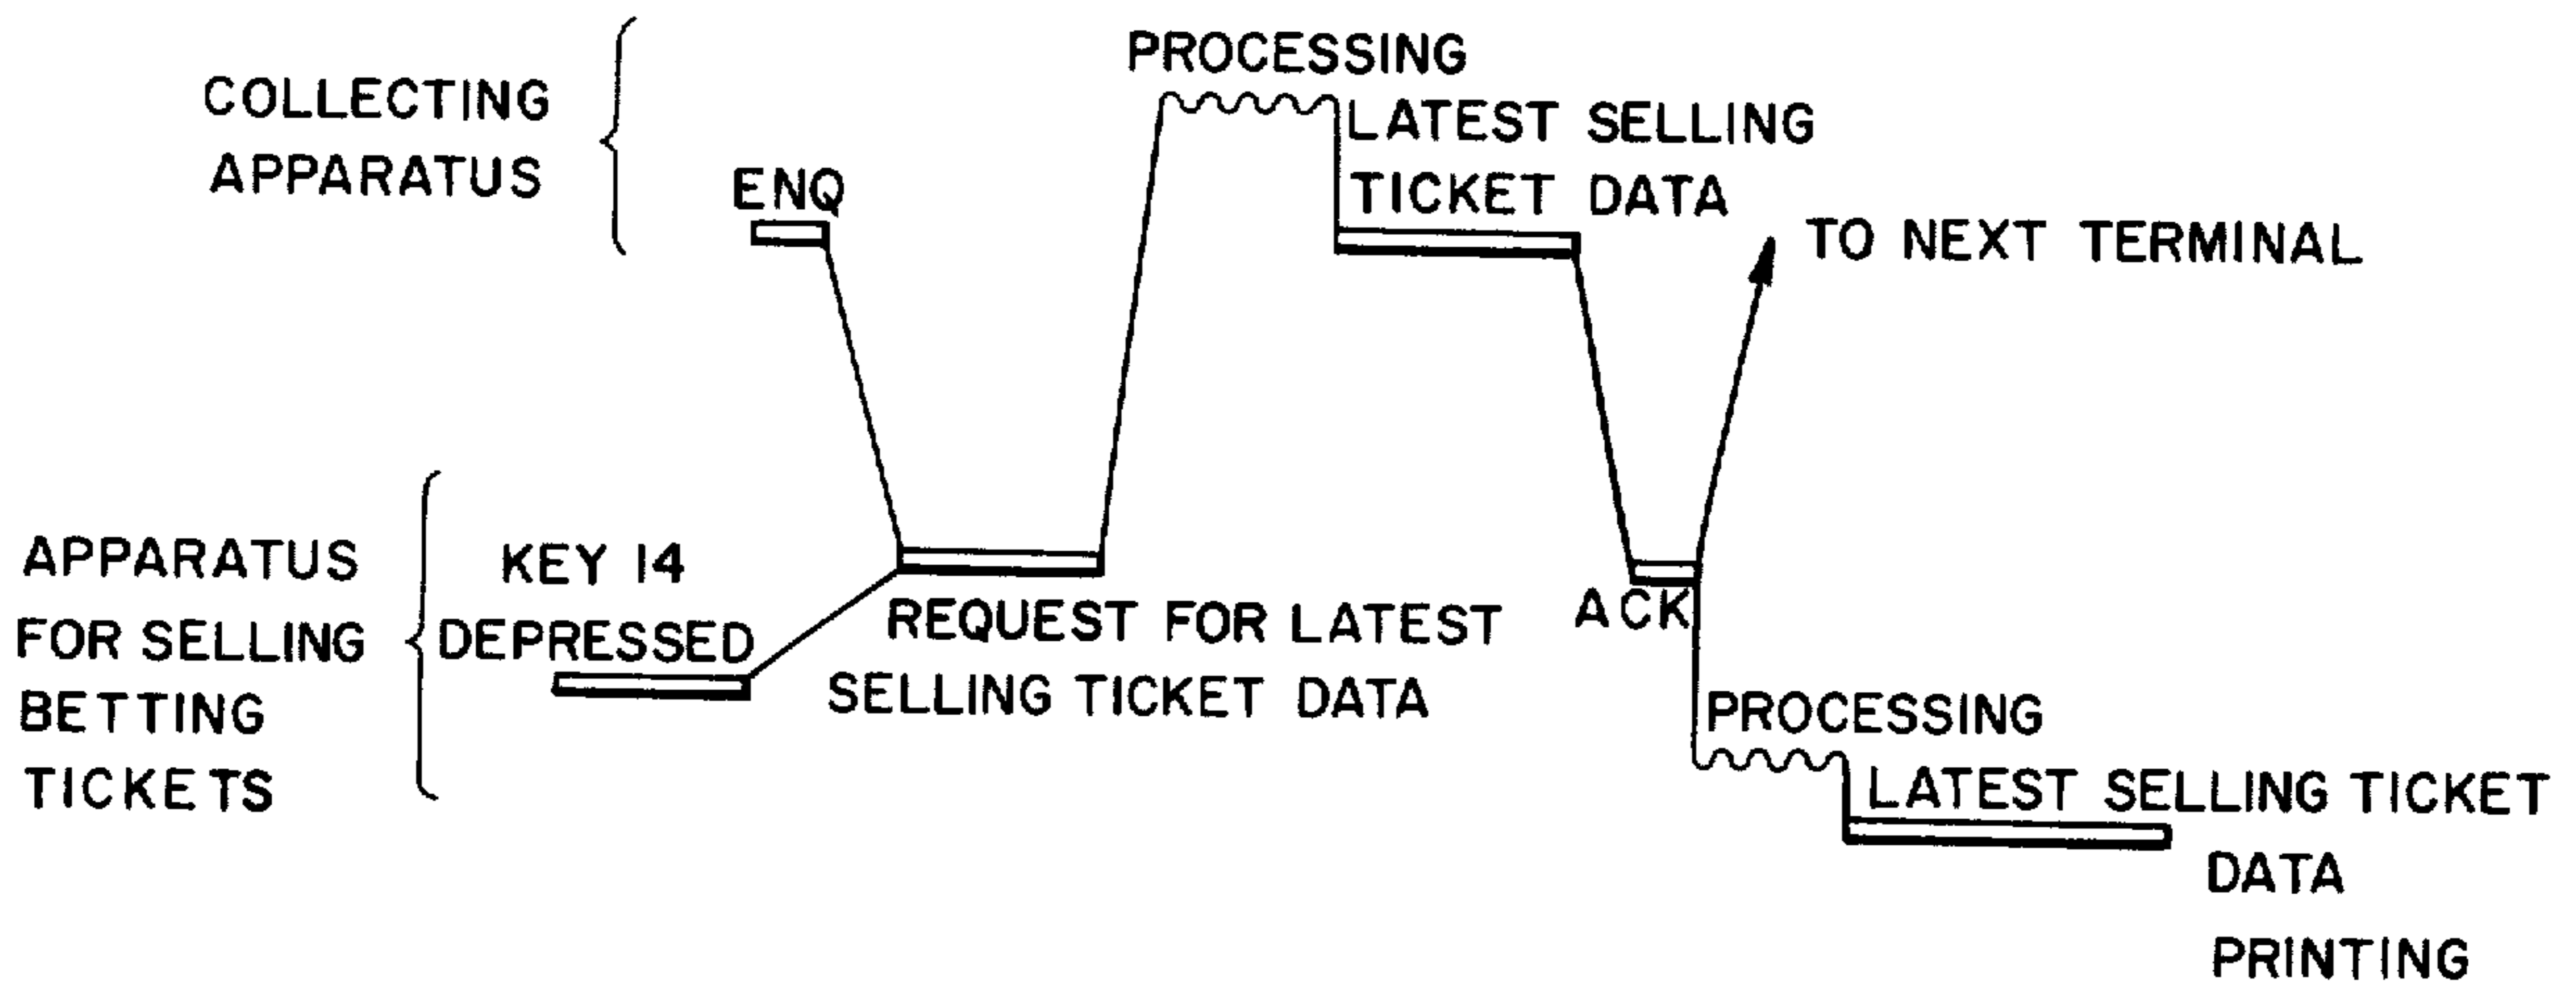 COLLECTING
APPARATUS
ENQ
PROCESSING
LATEST SELLING
TICKET DATA
TO NEXT TERMINAL
APPARATUS
FOR SELLING
BETTING
TICKETS
KEY 14
DEPRESSED
REQUEST FOR LATEST
SELLING TICKET DATA
ACK
PROCESSING
LATEST SELLING TICKET
DATA
PRINTING